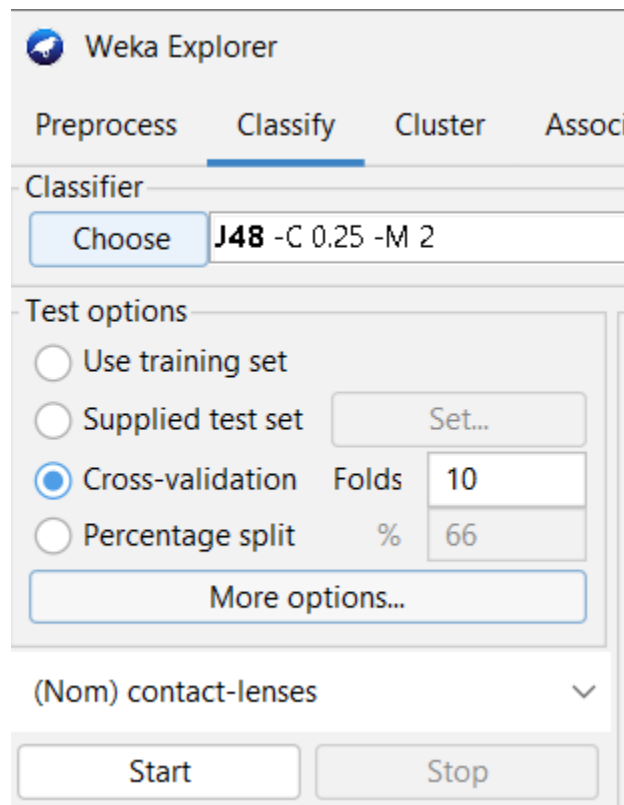 Weka Explorer
Preprocess Classify Cluster
Classifier
Choose J48 -C 0.25 -M 2
Test options
Use training set
Supplied test set Set...
Cross-validation Folds 10
Percentage split % 66
More options...
(Nom) contact-lenses
Start Stop